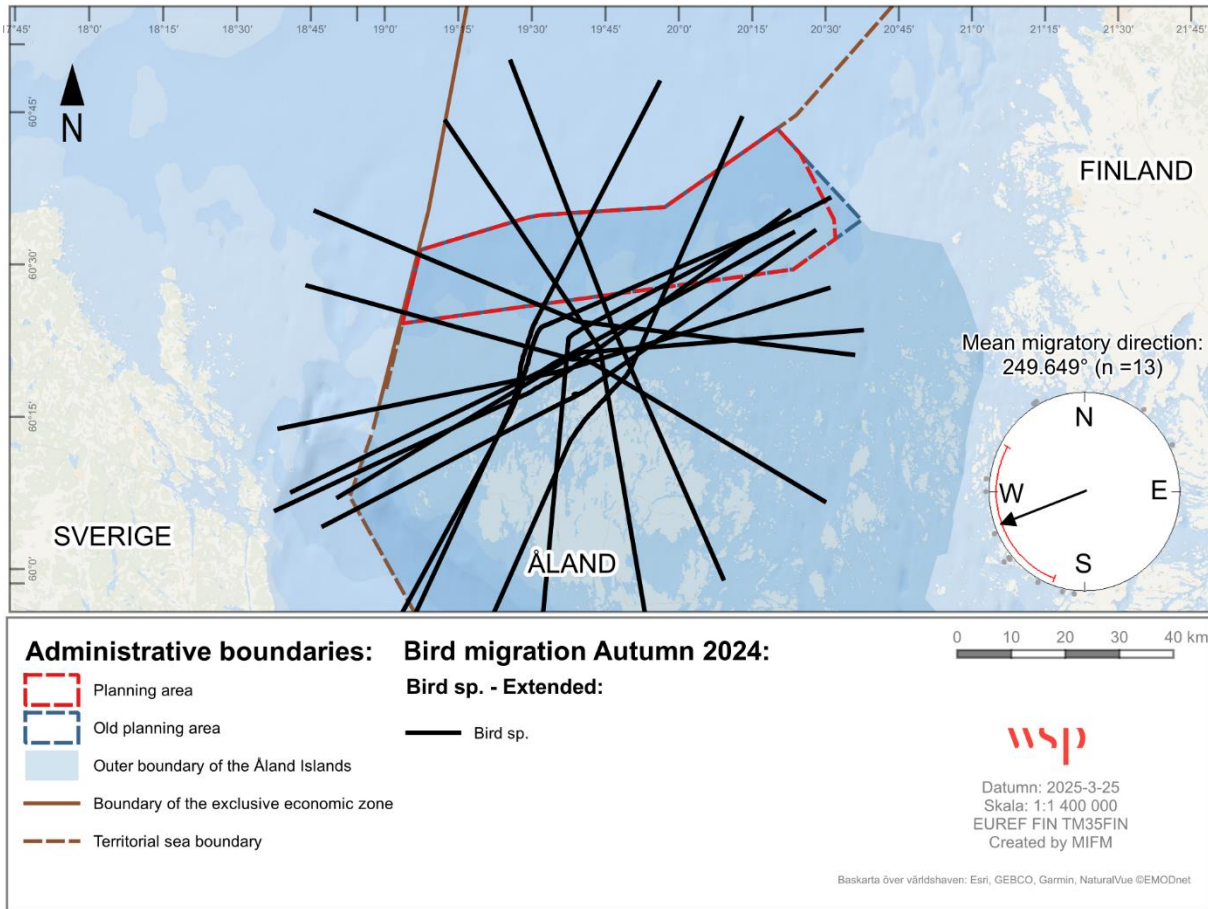 17°45' 18°0' 18°15' 18°30' 18°45' 19°0' 19°15' 19°30' 19°45' 20°0' 20°15' 20°30' 20°45' 21°0' 21°15' 21°30' 21°45'
60°45'
N
FINLAND
60°30'
Mean migratory direction:
249.649° (n =13)
N
60°15'
W
E
SVERIGE
ÅLAND
S
60°0'
Administrative boundaries:
Planning area
Old planning area
Outer boundary of the Åland Islands
Boundary of the exclusive economic zone
Territorial sea boundary
Bird migration Autumn 2024:
Bird sp. - Extended:
Bird sp.
0 10 20 30 40 km
wsp
Datumn: 2025-3-25
Skala: 1:1 400 000
EUREF FIN TM35FIN
Created by MIFM
Baskarta över världshaven: Esri, GEBCO, Garmin, NaturalVue ©EMODnet